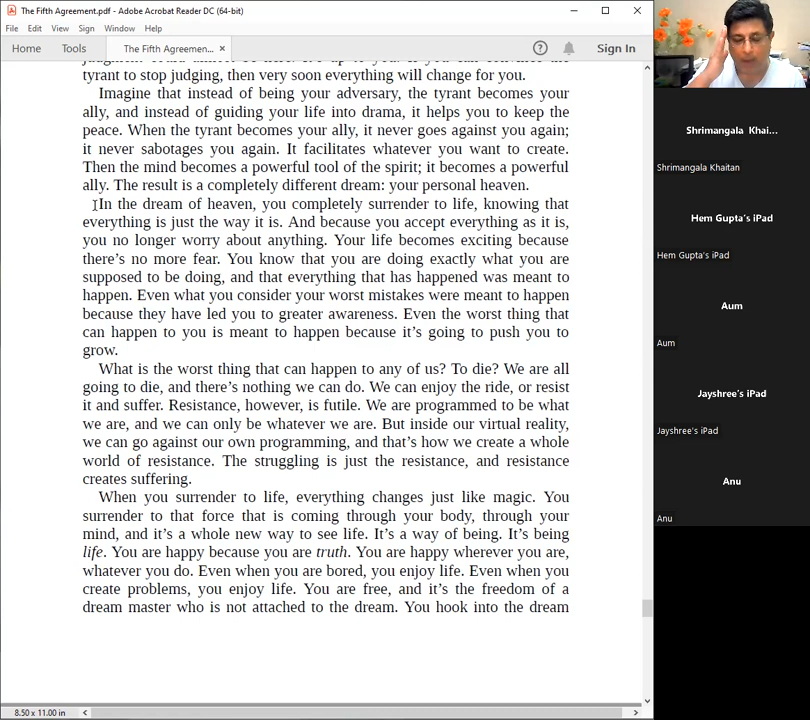 The Fifth Agreement.pdf - Adobe Acrobat Reader DC (64-bit)
File Edit View Sign Window Help
Home Tools The Fifth Agreemen... × ? Sign In
tyrant to stop judging, then very soon everything will change for you.
Imagine that instead of being your adversary, the tyrant becomes your
ally, and instead of guiding your life into drama, it helps you to keep the
peace. When the tyrant becomes your ally, it never goes against you again;
it never sabotages you again. It facilitates whatever you want to create.
Then the mind becomes a powerful tool of the spirit; it becomes a powerful
ally. The result is a completely different dream: your personal heaven.
In the dream of heaven, you completely surrender to life, knowing that
everything is just the way it is. And because you accept everything as it is,
you no longer worry about anything. Your life becomes exciting because
there's no more fear. You know that you are doing exactly what you are
supposed to be doing, and that everything that has happened was meant to
happen. Even what you consider your worst mistakes were meant to happen
because they have led you to greater awareness. Even the worst thing that
can happen to you is meant to happen because it's going to push you to
grow.
What is the worst thing that can happen to any of us? To die? We are all
going to die, and there's nothing we can do. We can enjoy the ride, or resist
it and suffer. Resistance, however, is futile. We are programmed to be what
we are, and we can only be whatever we are. But inside our virtual reality,
we can go against our own programming, and that's how we create a whole
world of resistance. The struggling is just the resistance, and resistance
creates suffering.
When you surrender to life, everything changes just like magic. You
surrender to that force that is coming through your body, through your
mind, and it's a whole new way to see life. It's a way of being. It's being
life. You are happy because you are truth. You are happy wherever you are,
whatever you do. Even when you are bored, you enjoy life. Even when you
create problems, you enjoy life. You are free, and it's the freedom of a
dream master who is not attached to the dream. You hook into the dream
8.50 x 11.00 in
Shrimangala Khai...
Shrimangala Khaitan
Hem Gupta's iPad
Hem Gupta's iPad
Aum
Aum
Jayshree's iPad
Jayshree's iPad
Anu
Anu